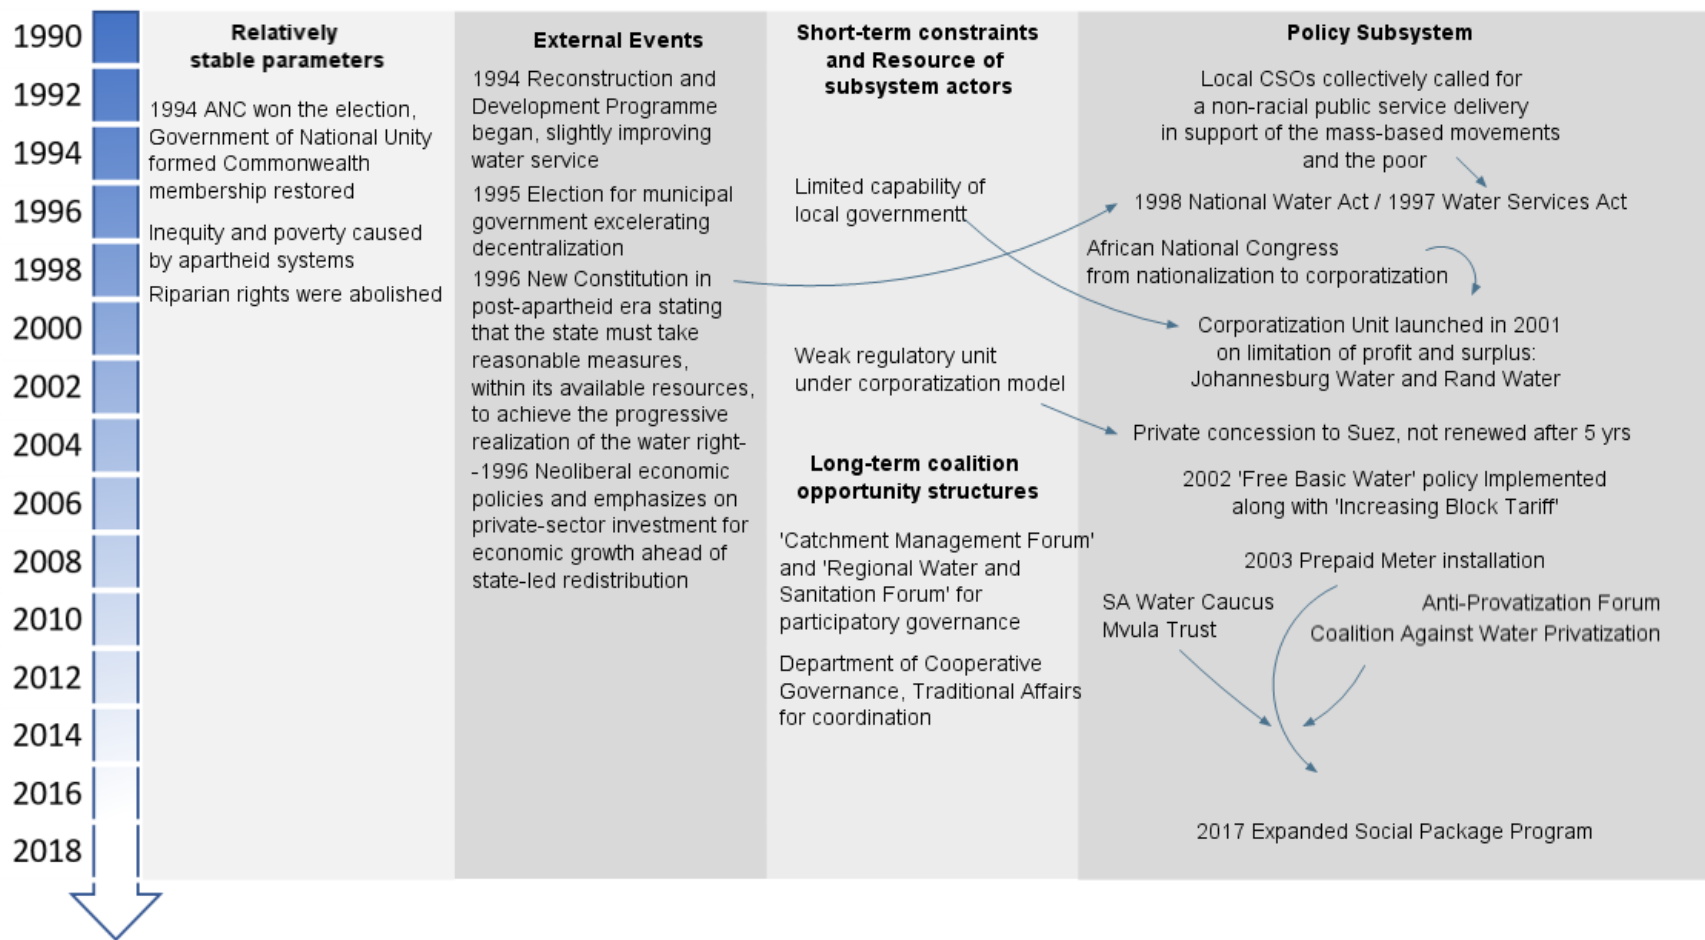 1990
1992
1994
1996
1998
2000
2002
2004
2006
2008
2010
2012
2014
2016
2018
Relatively
stable parameters
1994 ANC won the election,
Government of National Unity
formed Commonwealth
membership restored
Inequity and poverty caused
by apartheid systems
Riparian rights were abolished
External Events
1994 Reconstruction and
Development Programme
began, slightly improving
water service
1995 Election for municipal
government excelerating
decentralization
1996 New Constitution in
post-apartheid era stating
that the state must take
reasonable measures,
within its available resources,
to achieve the progressive
realization of the water right-
-1996 Neoliberal economic
policies and emphasizes on
private-sector investment for
economic growth ahead of
state-led redistribution
Short-term constraints
and Resource of
subsystem actors
Limited capability of
local governmentt
Weak regulatory unit
under corporatization model
Long-term coalition
opportunity structures
'Catchment Management Forum'
and 'Regional Water and
Sanitation Forum' for
participatory governance
Department of Cooperative
Governance, Traditional Affairs
for coordination
Policy Subsystem
Local CSOs collectively called for
a non-racial public service delivery
in support of the mass-based movements
and the poor
1998 National Water Act / 1997 Water Services Act
African National Congress
from nationalization to corporatization
Corporatization Unit launched in 2001
on limitation of profit and surplus:
Johannesburg Water and Rand Water
Private concession to Suez, not renewed after 5 yrs
2002 'Free Basic Water' policy Implemented
along with 'Increasing Block Tariff'
2003 Prepaid Meter installation
SA Water Caucus
Mvula Trust
Anti-Provatization Forum
Coalition Against Water Privatization
2017 Expanded Social Package Program